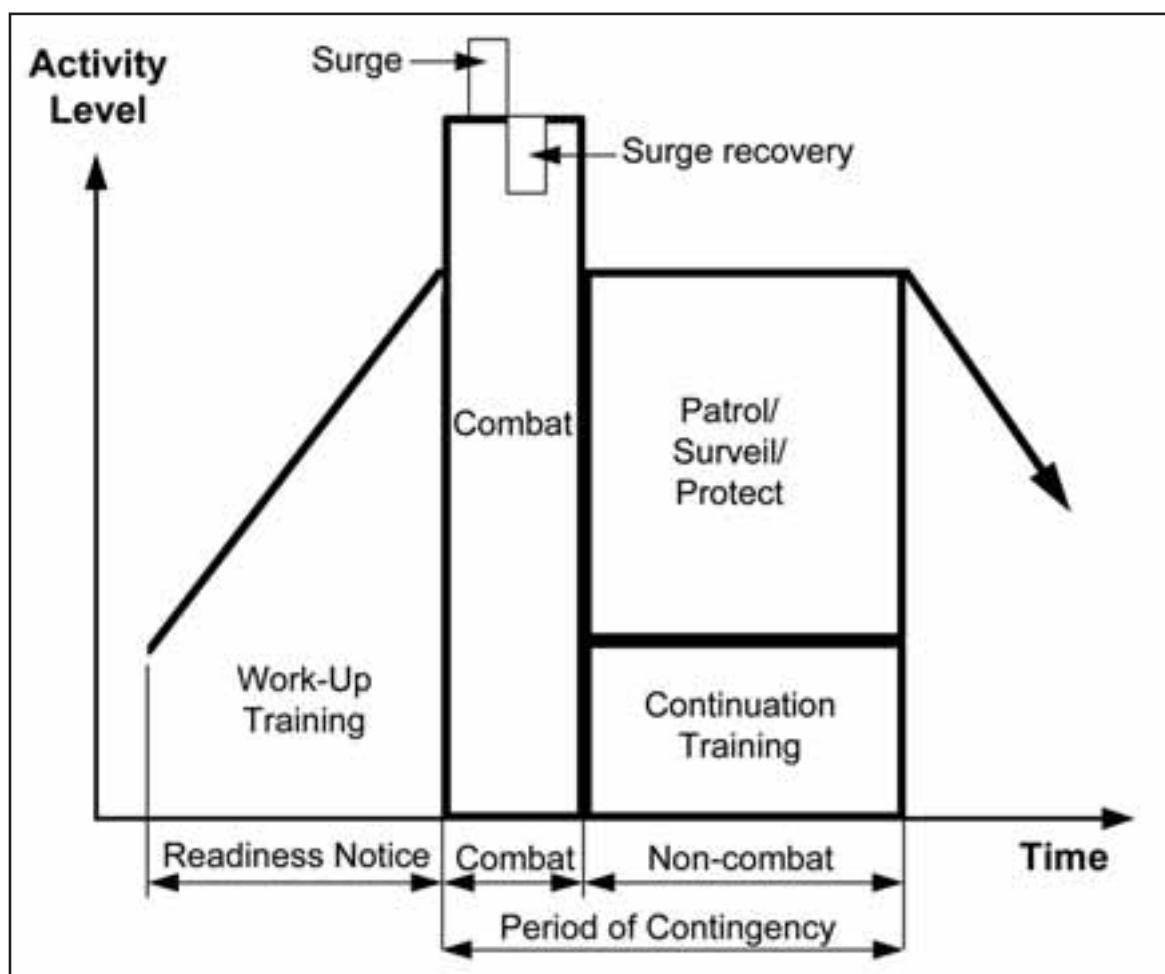 Activity
Level
Surge
Surge recovery
Combat
Patrol/
Surveil/
Protect
Work-Up
Training
Continuation
Training
Readiness Notice
Combat
Non-combat
Time
Period of Contingency